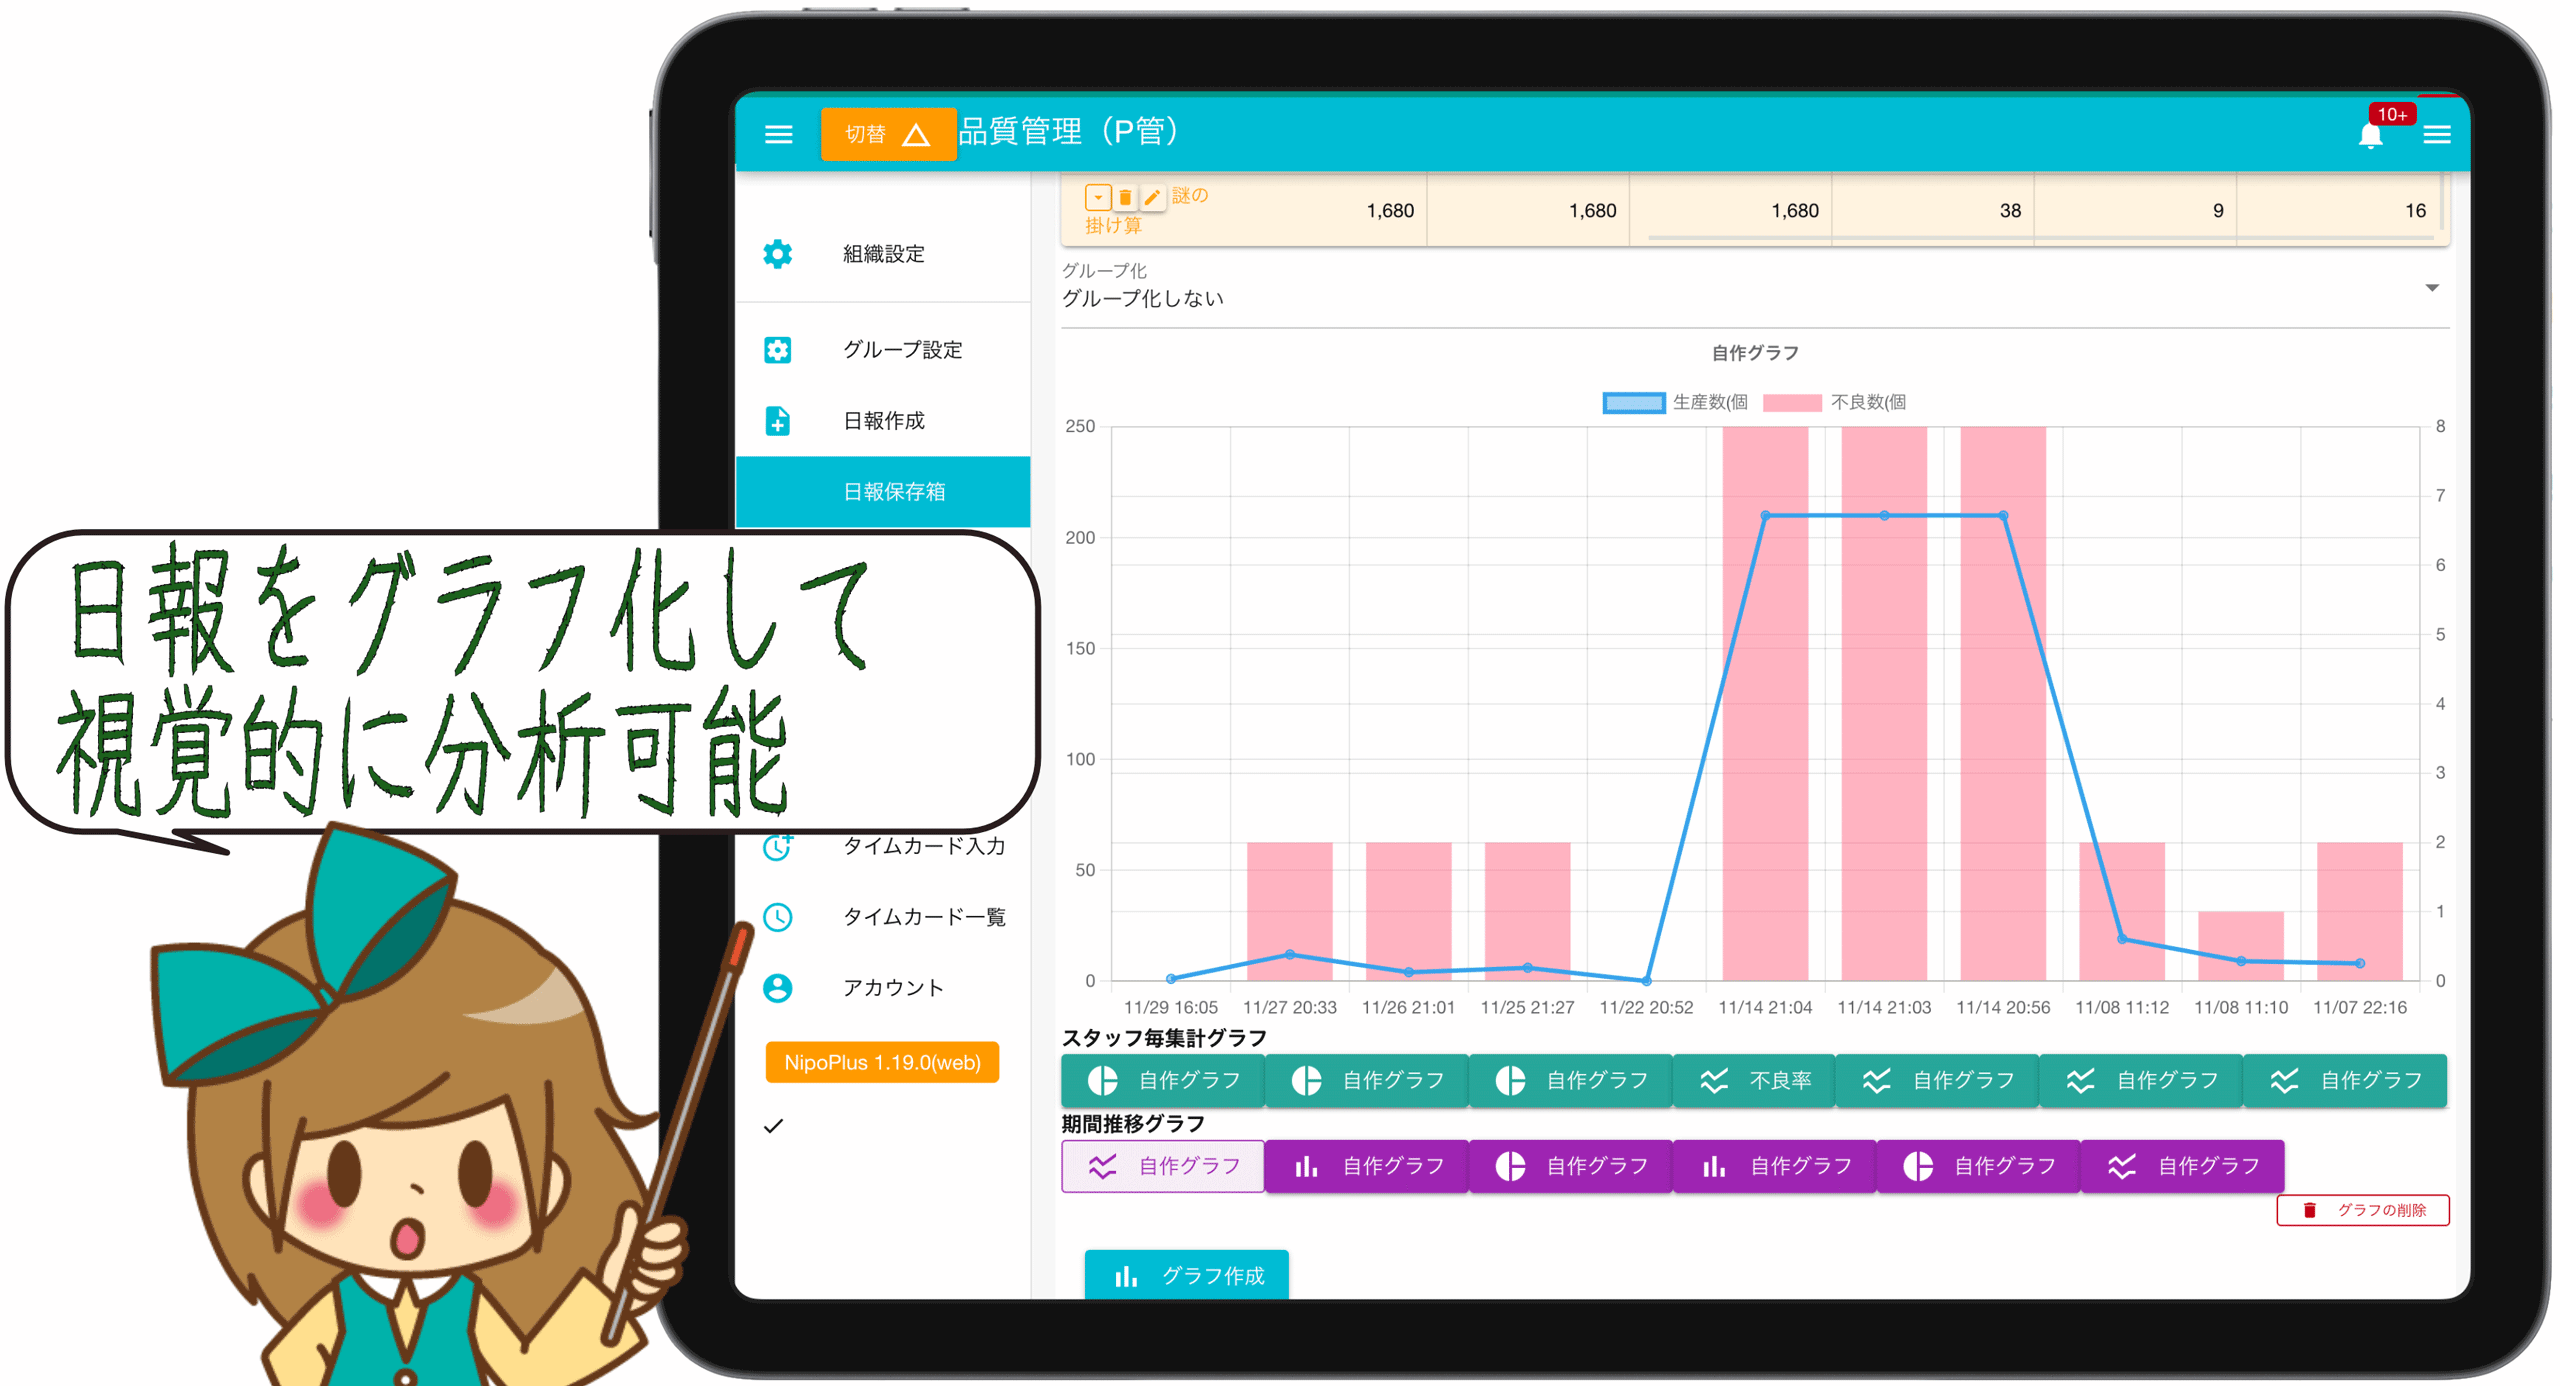 切替 品質管理（P管） 10+
謎の
掛け算 1,680 1,680 1,680 38 9 16
組織設定
グループ設定
日報作成
日報保存箱
グループ化
グループ化しない
自作グラフ
生産数(個 不良数(個
250 8
7
200
6
150 5
4
100
3
50 2
1
0 0
11/29 16:05 11/27 20:33 11/26 21:01 11/25 21:27 11/22 20:52 11/14 21:04 11/14 21:03 11/14 20:56 11/08 11:12 11/08 11:10 11/07 22:16
日報をグラフ化して
視覚的に分析可能
タイムカード入力
タイムカード一覧
アカウント
NipoPlus 1.19.0(web)
スタッフ毎集計グラフ
自作グラフ 自作グラフ 自作グラフ 不良率 自作グラフ 自作グラフ 自作グラフ
期間推移グラフ
自作グラフ 自作グラフ 自作グラフ 自作グラフ 自作グラフ 自作グラフ
グラフの削除
グラフ作成